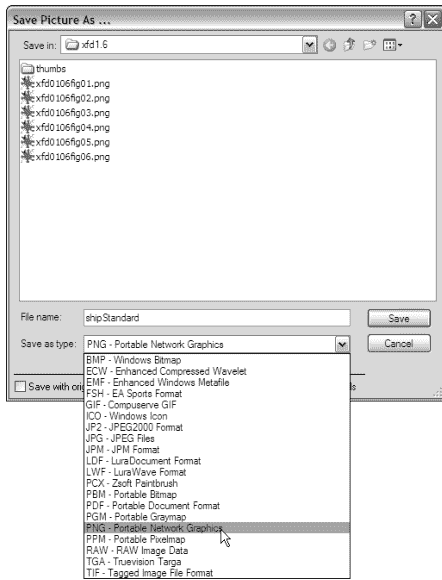 Save Picture As ...
Save in: xfd1.6
thumbs
xfd0106fig01.png
xfd0106fig02.png
xfd0106fig03.png
xfd0106fig04.png
xfd0106fig05.png
xfd0106fig06.png
File name: shipStandard Save
Save as type: PNG - Portable Network Graphics Cancel
Save with
BMP - Windows Bitmap
ECW - Enhanced Compressed Wavelet
EMF - Enhanced Windows Metafile
FSH - EA Sports Format
GIF - Compuserve GIF
ICO - Windows Icon
JP2 - JPEG2000 Format
JPG - JPEG Files
JPM - JPM Format
LDF - LuraDocument Format
LWF - LuraWave Format
PCX - Zsoft Paintbrush
PBM - Portable Bitmap
PDF - Portable Document Format
PGM - Portable Graymap
PNG - Portable Network Graphics
PPM - Portable Pixelmap
RAW - RAW Image Data
TGA - Truevision Targa
TIF - Tagged Image File Format